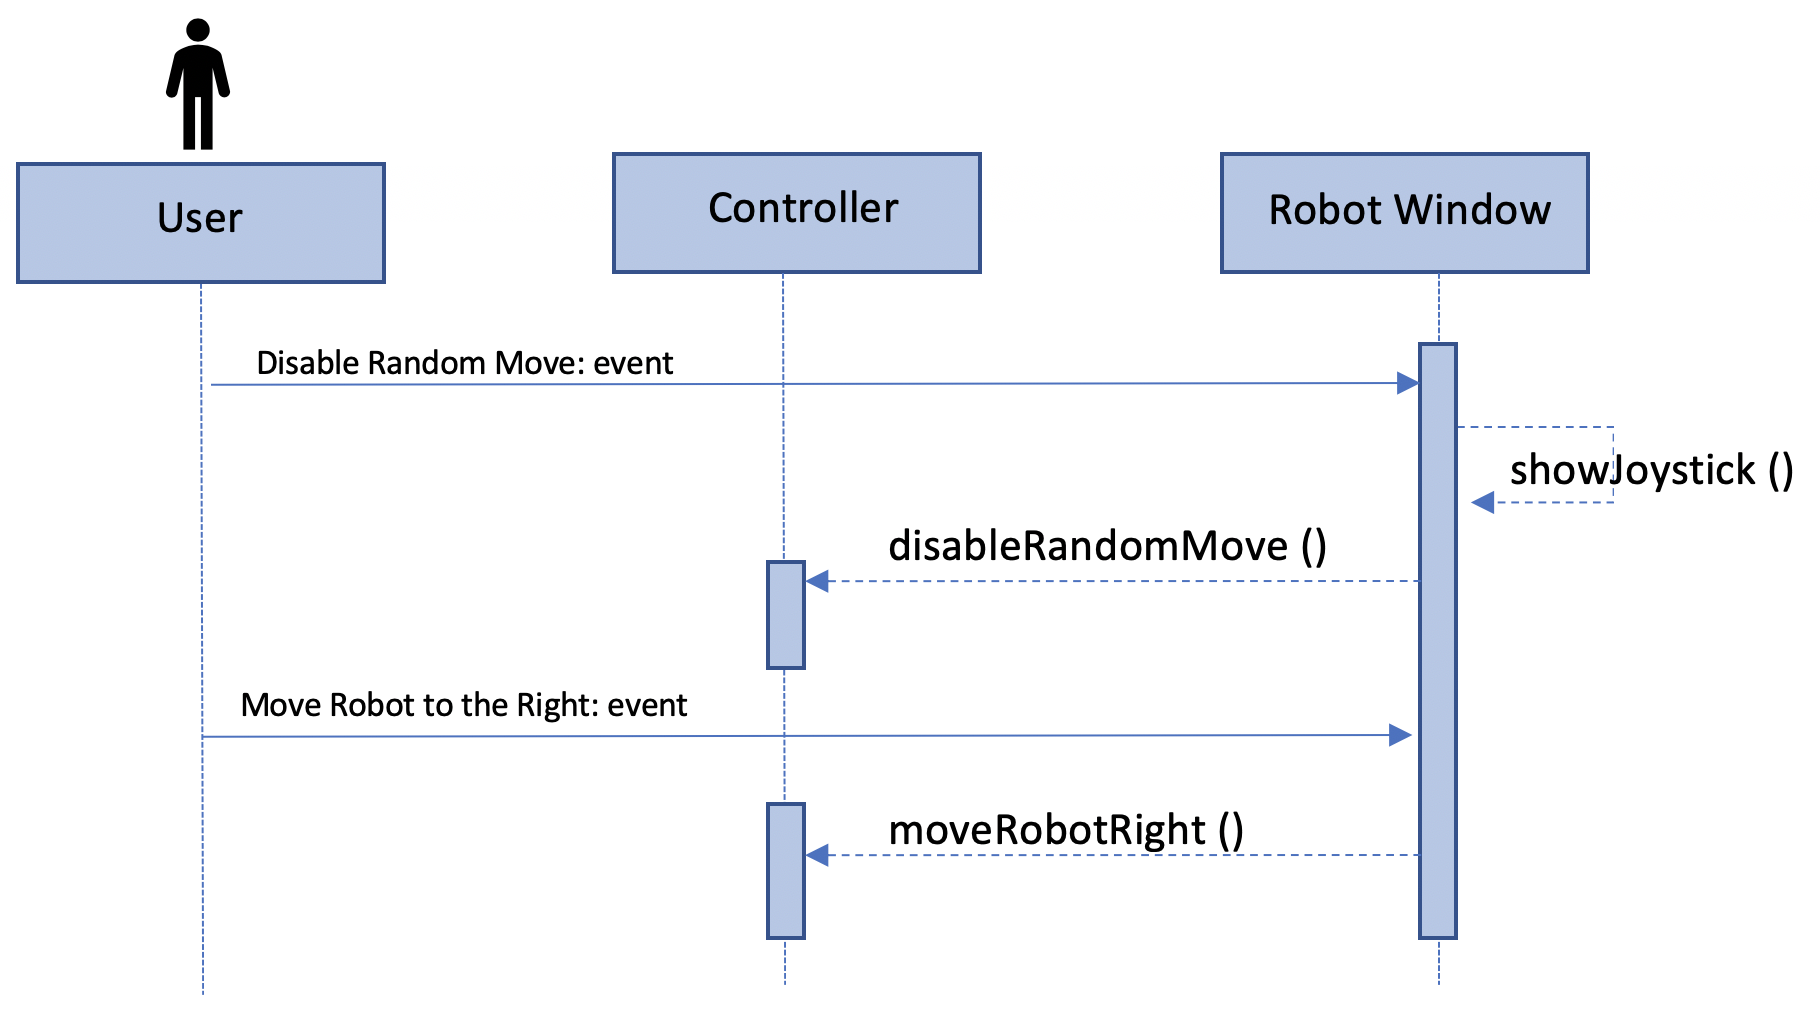 User
Controller
Robot Window
Disable Random Move: event
showJoystick ()
disableRandomMove ()
Move Robot to the Right: event
moveRobotRight ()